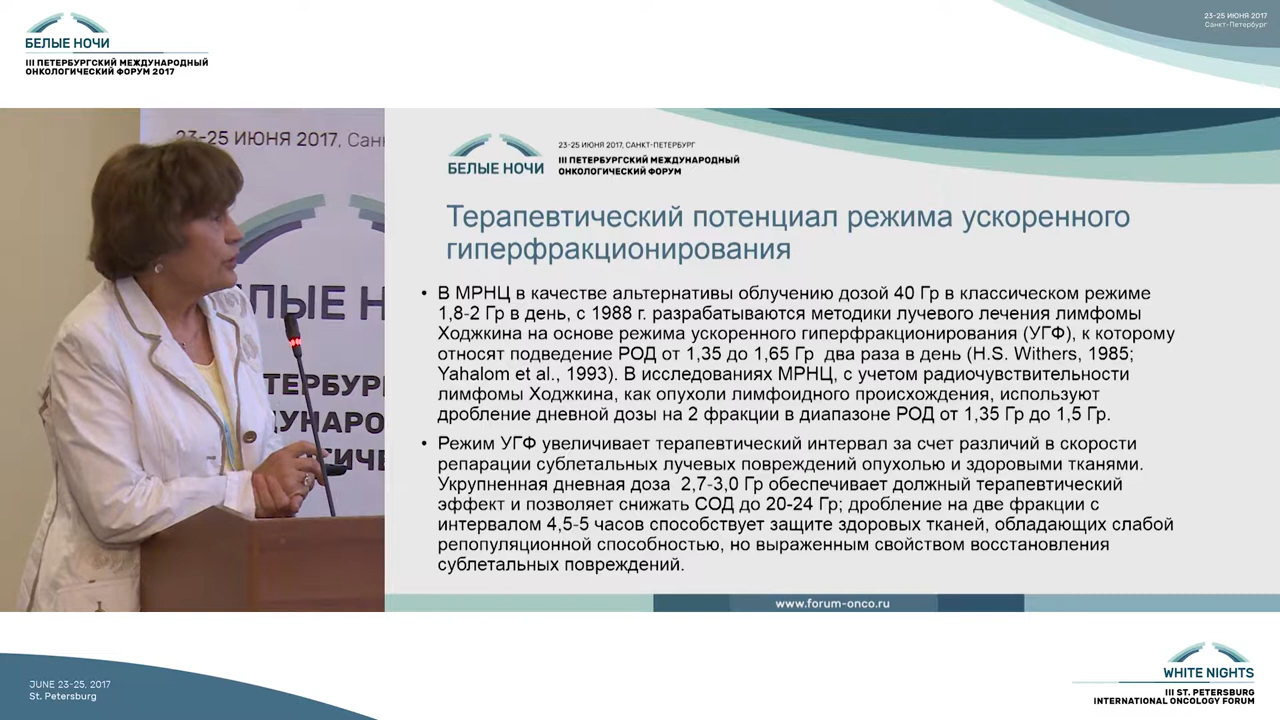 БЕЛЫЕ НОЧИ
III ПЕТЕРБУРГСКИЙ МЕЖДУНАРОДНЫЙ
ОНКОЛОГИЧЕСКИЙ ФОРУМ 2017
23-25 ИЮНЯ 2017
Санкт-Петербург
23-25 ИЮНЯ 2017, Санк
ЛЫЕ Н
ТЕРБУРГ
ДУНАРО
ГИЧЕ
23-25 ИЮНЯ 2017, САНКТ-ПЕТЕРБУРГ
БЕЛЫЕ НОЧИ
III ПЕТЕРБУРГСКИЙ МЕЖДУНАРОДНЫЙ
ОНКОЛОГИЧЕСКИЙ ФОРУМ
Терапевтический потенциал режима ускоренного
гиперфракционирования
• В МРНЦ в качестве альтернативы облучению дозой 40 Гр в классическом режиме
1,8-2 Гр в день, с 1988 г. разрабатываются методики лучевого лечения лимфомы
Ходжкина на основе режима ускоренного гиперфракционирования (УГФ), к которому
относят подведение РОД от 1,35 до 1,65 Гр два раза в день (H.S. Withers, 1985;
Yahalom et al., 1993). В исследованиях МРНЦ, с учетом радиочувствительности
лимфомы Ходжкина, как опухоли лимфоидного происхождения, используют
дробление дневной дозы на 2 фракции в диапазоне РОД от 1,35 Гр до 1,5 Гр.
• Режим УГФ увеличивает терапевтический интервал за счет различий в скорости
репарации сублетальных лучевых повреждений опухолью и здоровыми тканями.
Укрупненная дневная доза 2,7-3,0 Гр обеспечивает должный терапевтический
эффект и позволяет снижать СОД до 20-24 Гр; дробление на две фракции с
интервалом 4,5-5 часов способствует защите здоровых тканей, обладающих слабой
репопуляционной способностью, но выраженным свойством восстановления
сублетальных повреждений.
www.forum-onco.ru
JUNE 23-25, 2017
St. Petersburg
WHITE NIGHTS
III ST. PETERSBURG
INTERNATIONAL ONCOLOGY FORUM